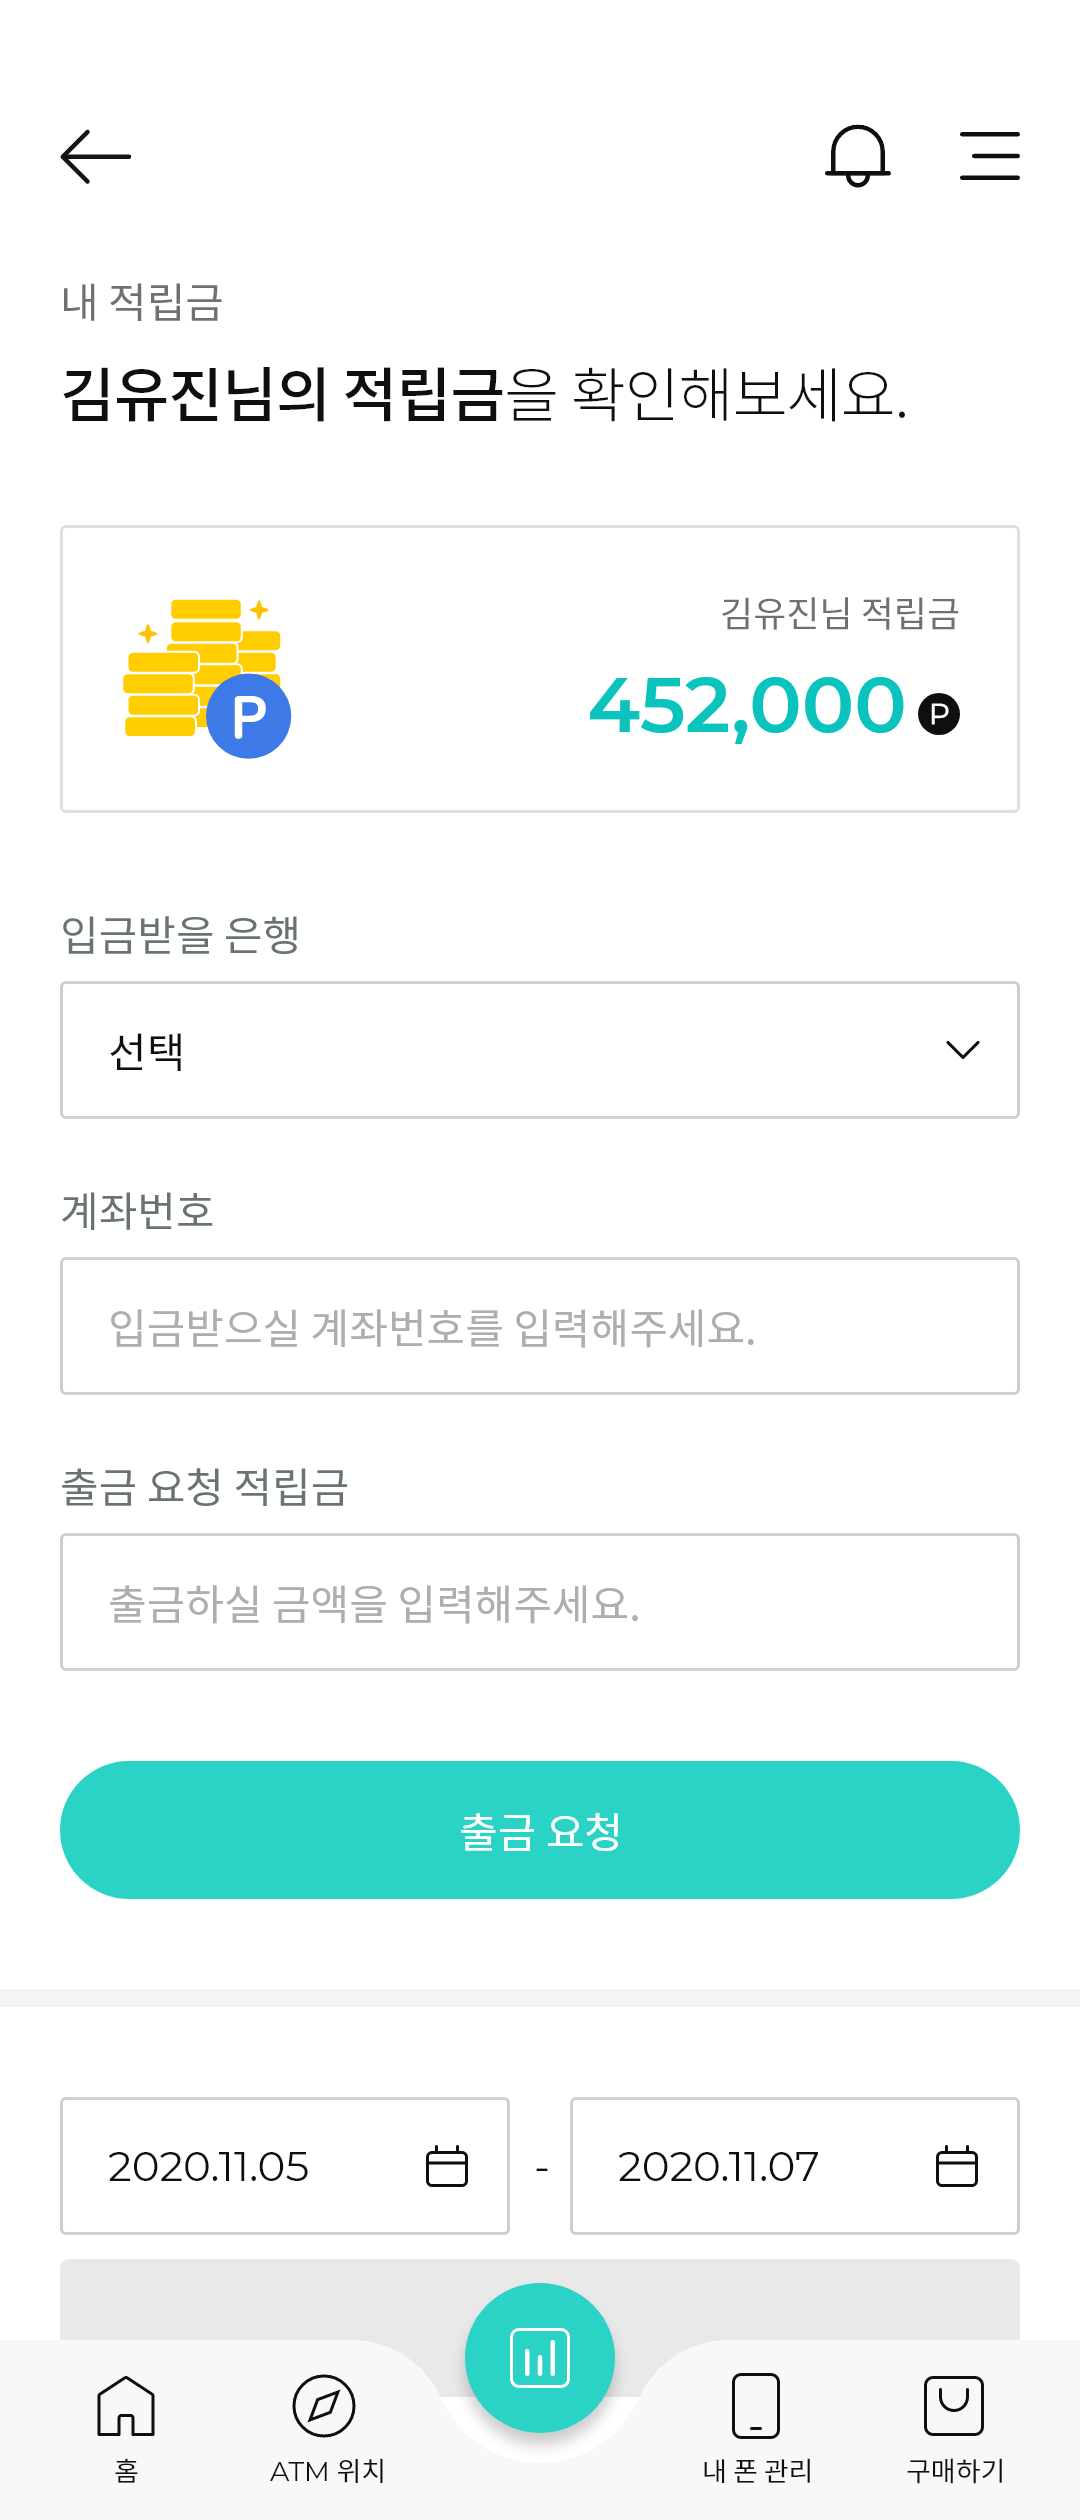 내 적립금
김유진님의 적립금을 확인해보세요.
김유진님 적립금
P
452,000 P
입금받을 은행
선택
계좌번호
입금받으실 계좌번호를 입력해주세요.
출금 요청 적립금
출금하실 금액을 입력해주세요.
출금 요청
2020.11.05 - 2020.11.07
홈 ATM 위치 내 폰 관리 구매하기